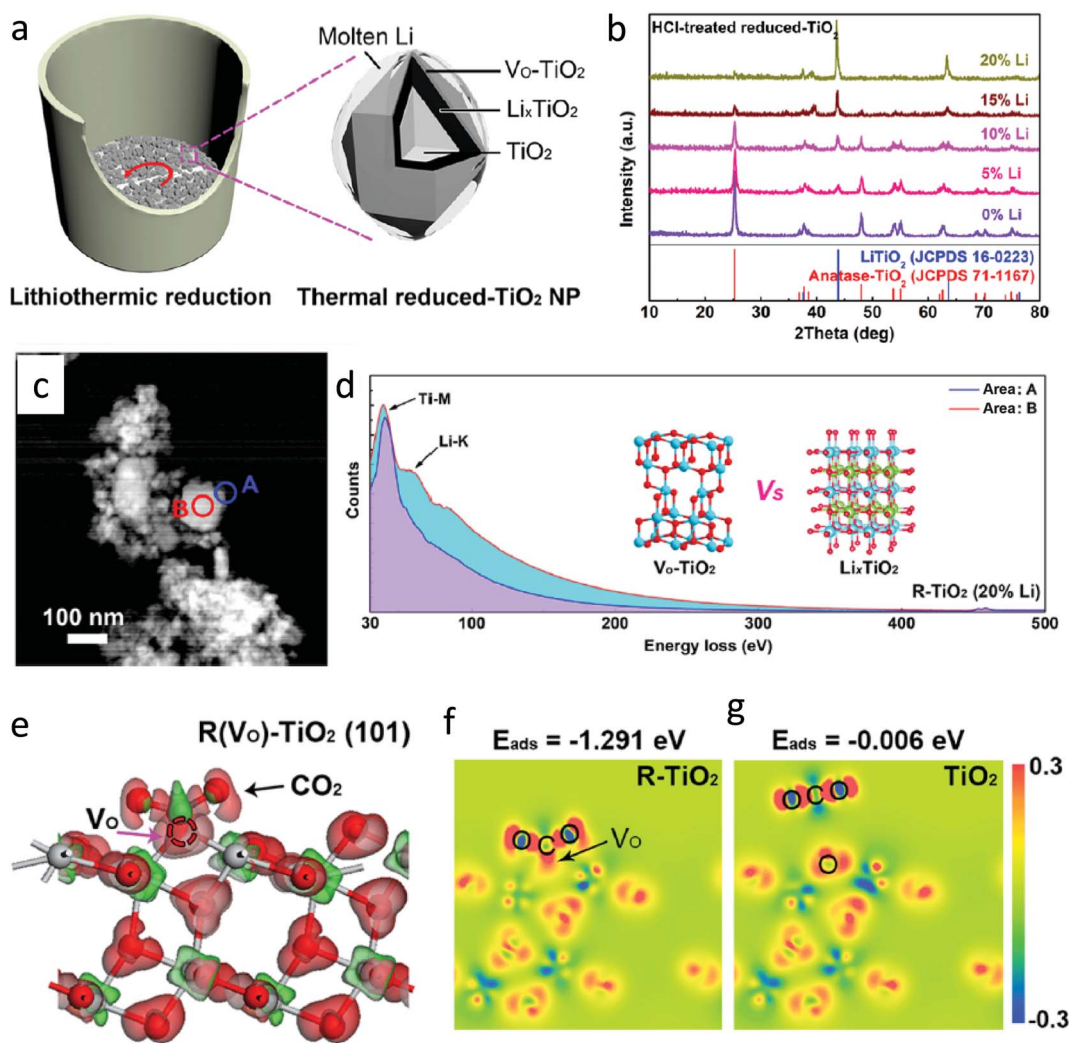 a
Molten Li
Vo-TiO₂
LiₓTiO₂
TiO₂
Lithiothermic reduction
Thermal reduced-TiO₂ NP
b
HCl-treated reduced-TiO₂
20% Li
15% Li
10% Li
5% Li
0% Li
LiTiO₂ (JCPDS 16-0223)
Anatase-TiO₂ (JCPDS 71-1167)
Intensity (a.u.)
10 20 30 40 50 60 70 80
2Theta (deg)
c
A
B
100 nm
d
Ti-M
Li-K
Area: A
Area: B
Counts
Vo-TiO₂
Vs
LiₓTiO₂
R-TiO₂ (20% Li)
30 100 200 300 400 500
Energy loss (eV)
e
R(Vo)-TiO₂ (101)
CO₂
Vo
f
Eads = -1.291 eV
R-TiO₂
O C O
Vo
g
Eads = -0.006 eV
TiO₂
O C O
O
0.3
-0.3